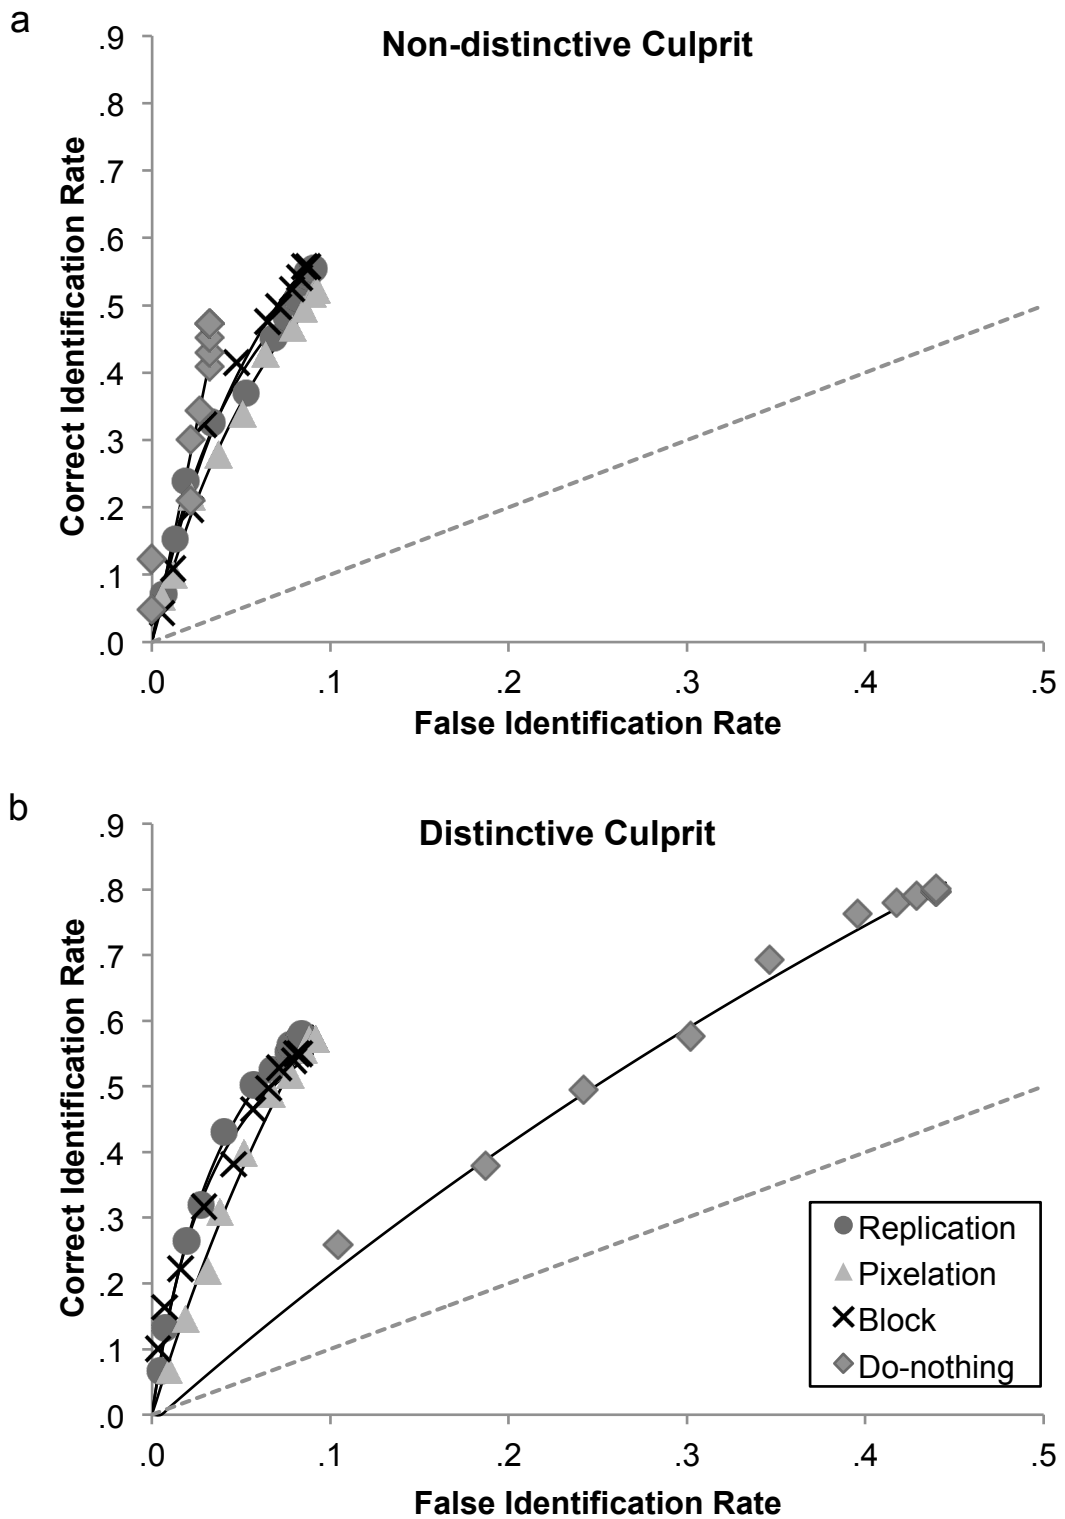 a
Non-distinctive Culprit
Correct Identification Rate
.9
.8
.7
.6
.5
.4
.3
.2
.1
.0
.0 .1 .2 .3 .4 .5
False Identification Rate
b
Distinctive Culprit
Correct Identification Rate
.9
.8
.7
.6
.5
.4
.3
.2
.1
.0
Replication
Pixelation
Block
Do-nothing
.0 .1 .2 .3 .4 .5
False Identification Rate